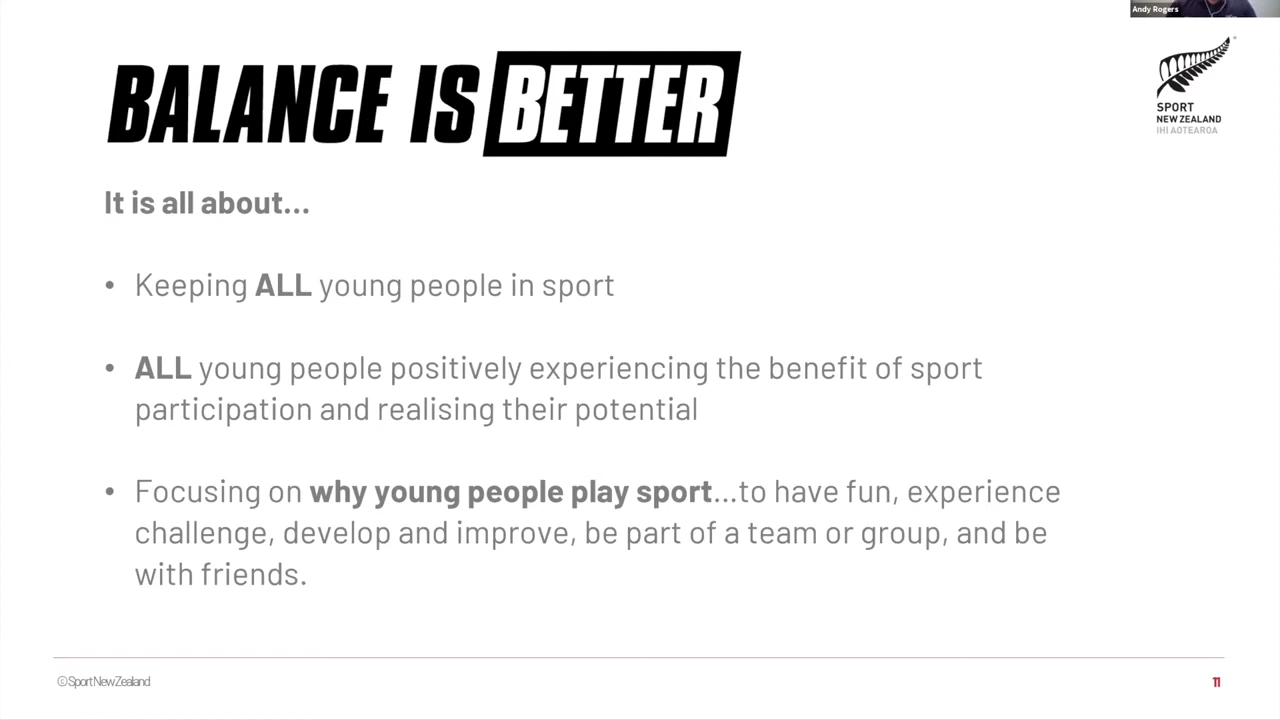 Andy Rogers
BALANCE IS BETTER
SPORT
NEW ZEALAND
IHI AOTEAROA
It is all about...
• Keeping ALL young people in sport
• ALL young people positively experiencing the benefit of sport
participation and realising their potential
• Focusing on why young people play sport...to have fun, experience
challenge, develop and improve, be part of a team or group, and be
with friends.
©Sport New Zealand
11